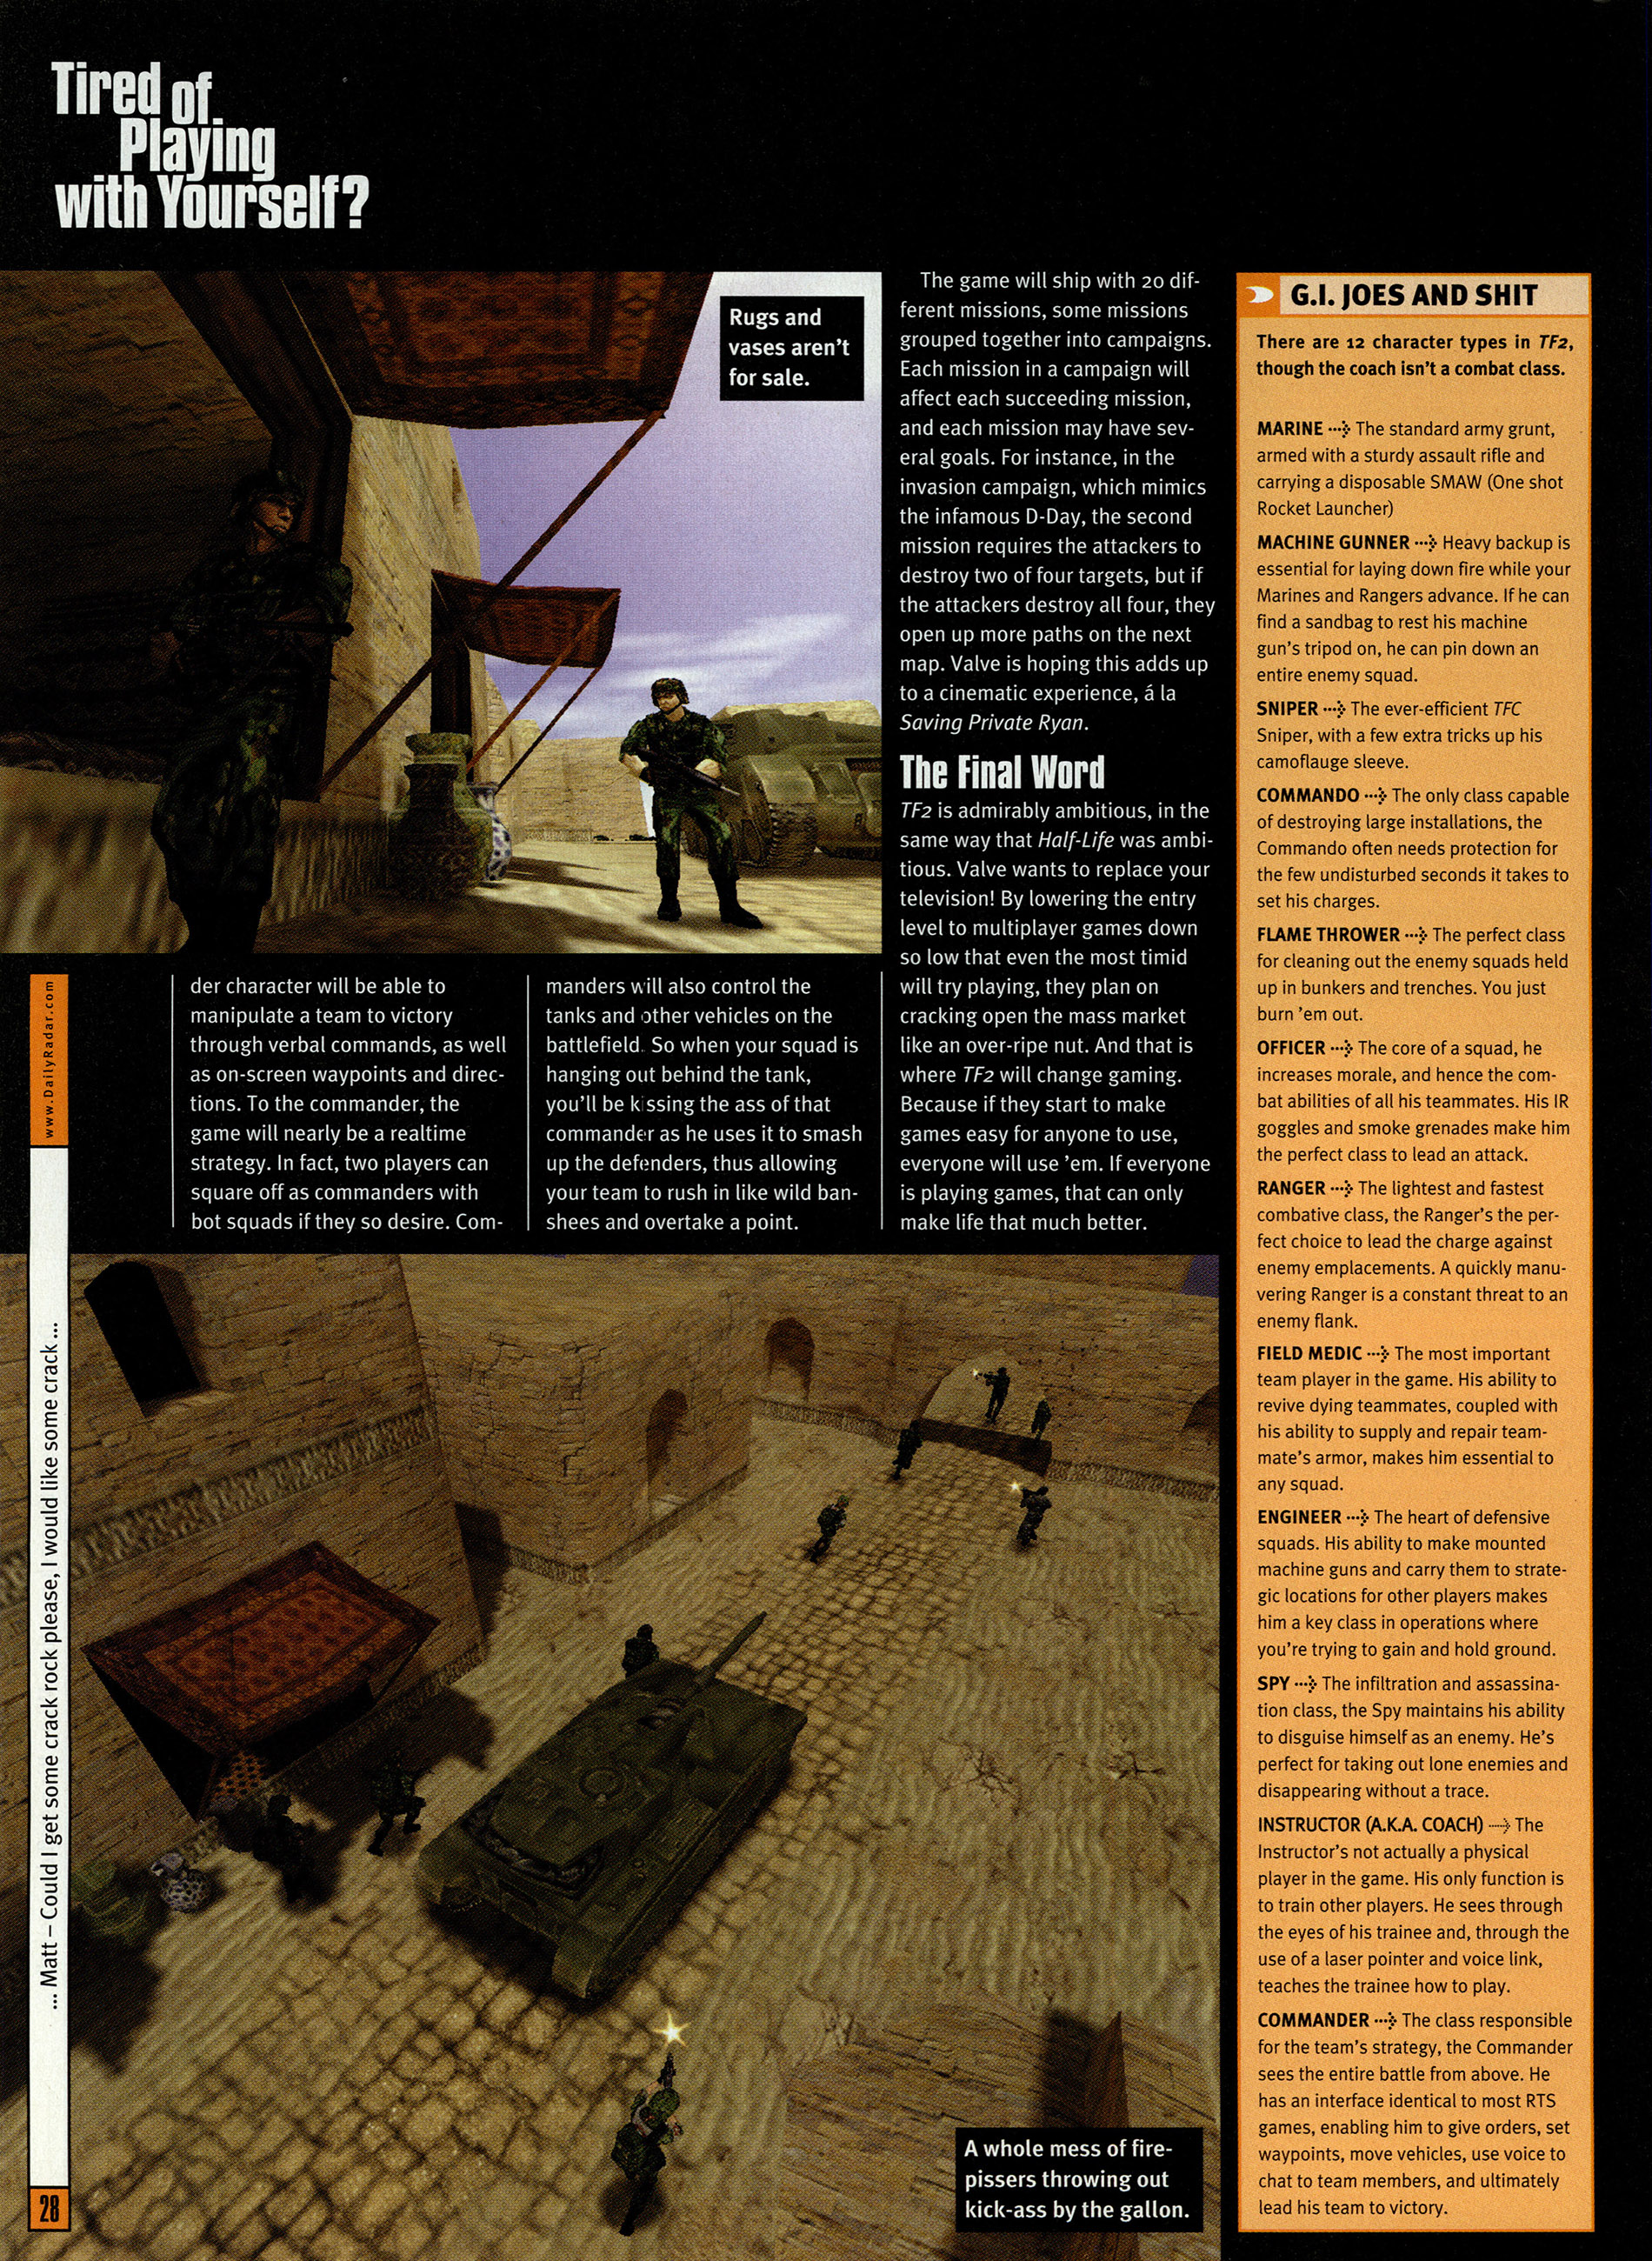 Tired of
Playing
with Yourself?
Rugs and
vases aren't
for sale.
der character will be able to
manipulate a team to victory
through verbal commands, as well
as on-screen waypoints and direc-
tions. To the commander, the
game will nearly be a realtime
strategy. In fact, two players can
square off as commanders with
bot squads if they so desire. Com-
manders will also control the
tanks and other vehicles on the
battlefield. So when your squad is
hanging out behind the tank,
you'll be kissing the ass of that
commander as he uses it to smash
up the defenders, thus allowing
your team to rush in like wild ban-
shees and overtake a point.
The game will ship with 20 dif-
ferent missions, some missions
grouped together into campaigns.
Each mission in a campaign will
affect each succeeding mission,
and each mission may have sev-
eral goals. For instance, in the
invasion campaign, which mimics
the infamous D-Day, the second
mission requires the attackers to
destroy two of four targets, but if
the attackers destroy all four, they
open up more paths on the next
map. Valve is hoping this adds up
to a cinematic experience, á la
Saving Private Ryan.
The Final Word
TF2 is admirably ambitious, in the
same way that Half-Life was ambi-
tious. Valve wants to replace your
television! By lowering the entry
level to multiplayer games down
so low that even the most timid
will try playing, they plan on
cracking open the mass market
like an over-ripe nut. And that is
where TF2 will change gaming.
Because if they start to make
games easy for anyone to use,
everyone will use 'em. If everyone
is playing games, that can only
make life that much better.
G.I. JOES AND SHIT
There are 12 character types in TF2,
though the coach isn't a combat class.
MARINE ···> The standard army grunt,
armed with a sturdy assault rifle and
carrying a disposable SMAW (One shot
Rocket Launcher)
MACHINE GUNNER ···> Heavy backup is
essential for laying down fire while your
Marines and Rangers advance. If he can
find a sandbag to rest his machine
gun's tripod on, he can pin down an
entire enemy squad.
SNIPER ···> The ever-efficient TFC
Sniper, with a few extra tricks up his
camoflauge sleeve.
COMMANDO ···> The only class capable
of destroying large installations, the
Commando often needs protection for
the few undisturbed seconds it takes to
set his charges.
FLAME THROWER ···> The perfect class
for cleaning out the enemy squads held
up in bunkers and trenches. You just
burn 'em out.
OFFICER ···> The core of a squad, he
increases morale, and hence the com-
bat abilities of all his teammates. His IR
goggles and smoke grenades make him
the perfect class to lead an attack.
RANGER ···> The lightest and fastest
combative class, the Ranger's the per-
fect choice to lead the charge against
enemy emplacements. A quickly manu-
vering Ranger is a constant threat to an
enemy flank.
FIELD MEDIC ···> The most important
team player in the game. His ability to
revive dying teammates, coupled with
his ability to supply and repair team-
mate's armor, makes him essential to
any squad.
ENGINEER ···> The heart of defensive
squads. His ability to make mounted
machine guns and carry them to strate-
gic locations for other players makes
him a key class in operations where
you're trying to gain and hold ground.
SPY ···> The infiltration and assassina-
tion class, the Spy maintains his ability
to disguise himself as an enemy. He's
perfect for taking out lone enemies and
disappearing without a trace.
INSTRUCTOR (A.K.A. COACH) ···> The
Instructor's not actually a physical
player in the game. His only function is
to train other players. He sees through
the eyes of his trainee and, through the
use of a laser pointer and voice link,
teaches the trainee how to play.
COMMANDER ···> The class responsible
for the team's strategy, the Commander
sees the entire battle from above. He
has an interface identical to most RTS
games, enabling him to give orders, set
waypoints, move vehicles, use voice to
chat to team members, and ultimately
lead his team to victory.
A whole mess of fire-
pissers throwing out
kick-ass by the gallon.
www.DailyRadar.com
... Matt – Could I get some crack rock please, I would like some crack ...
28